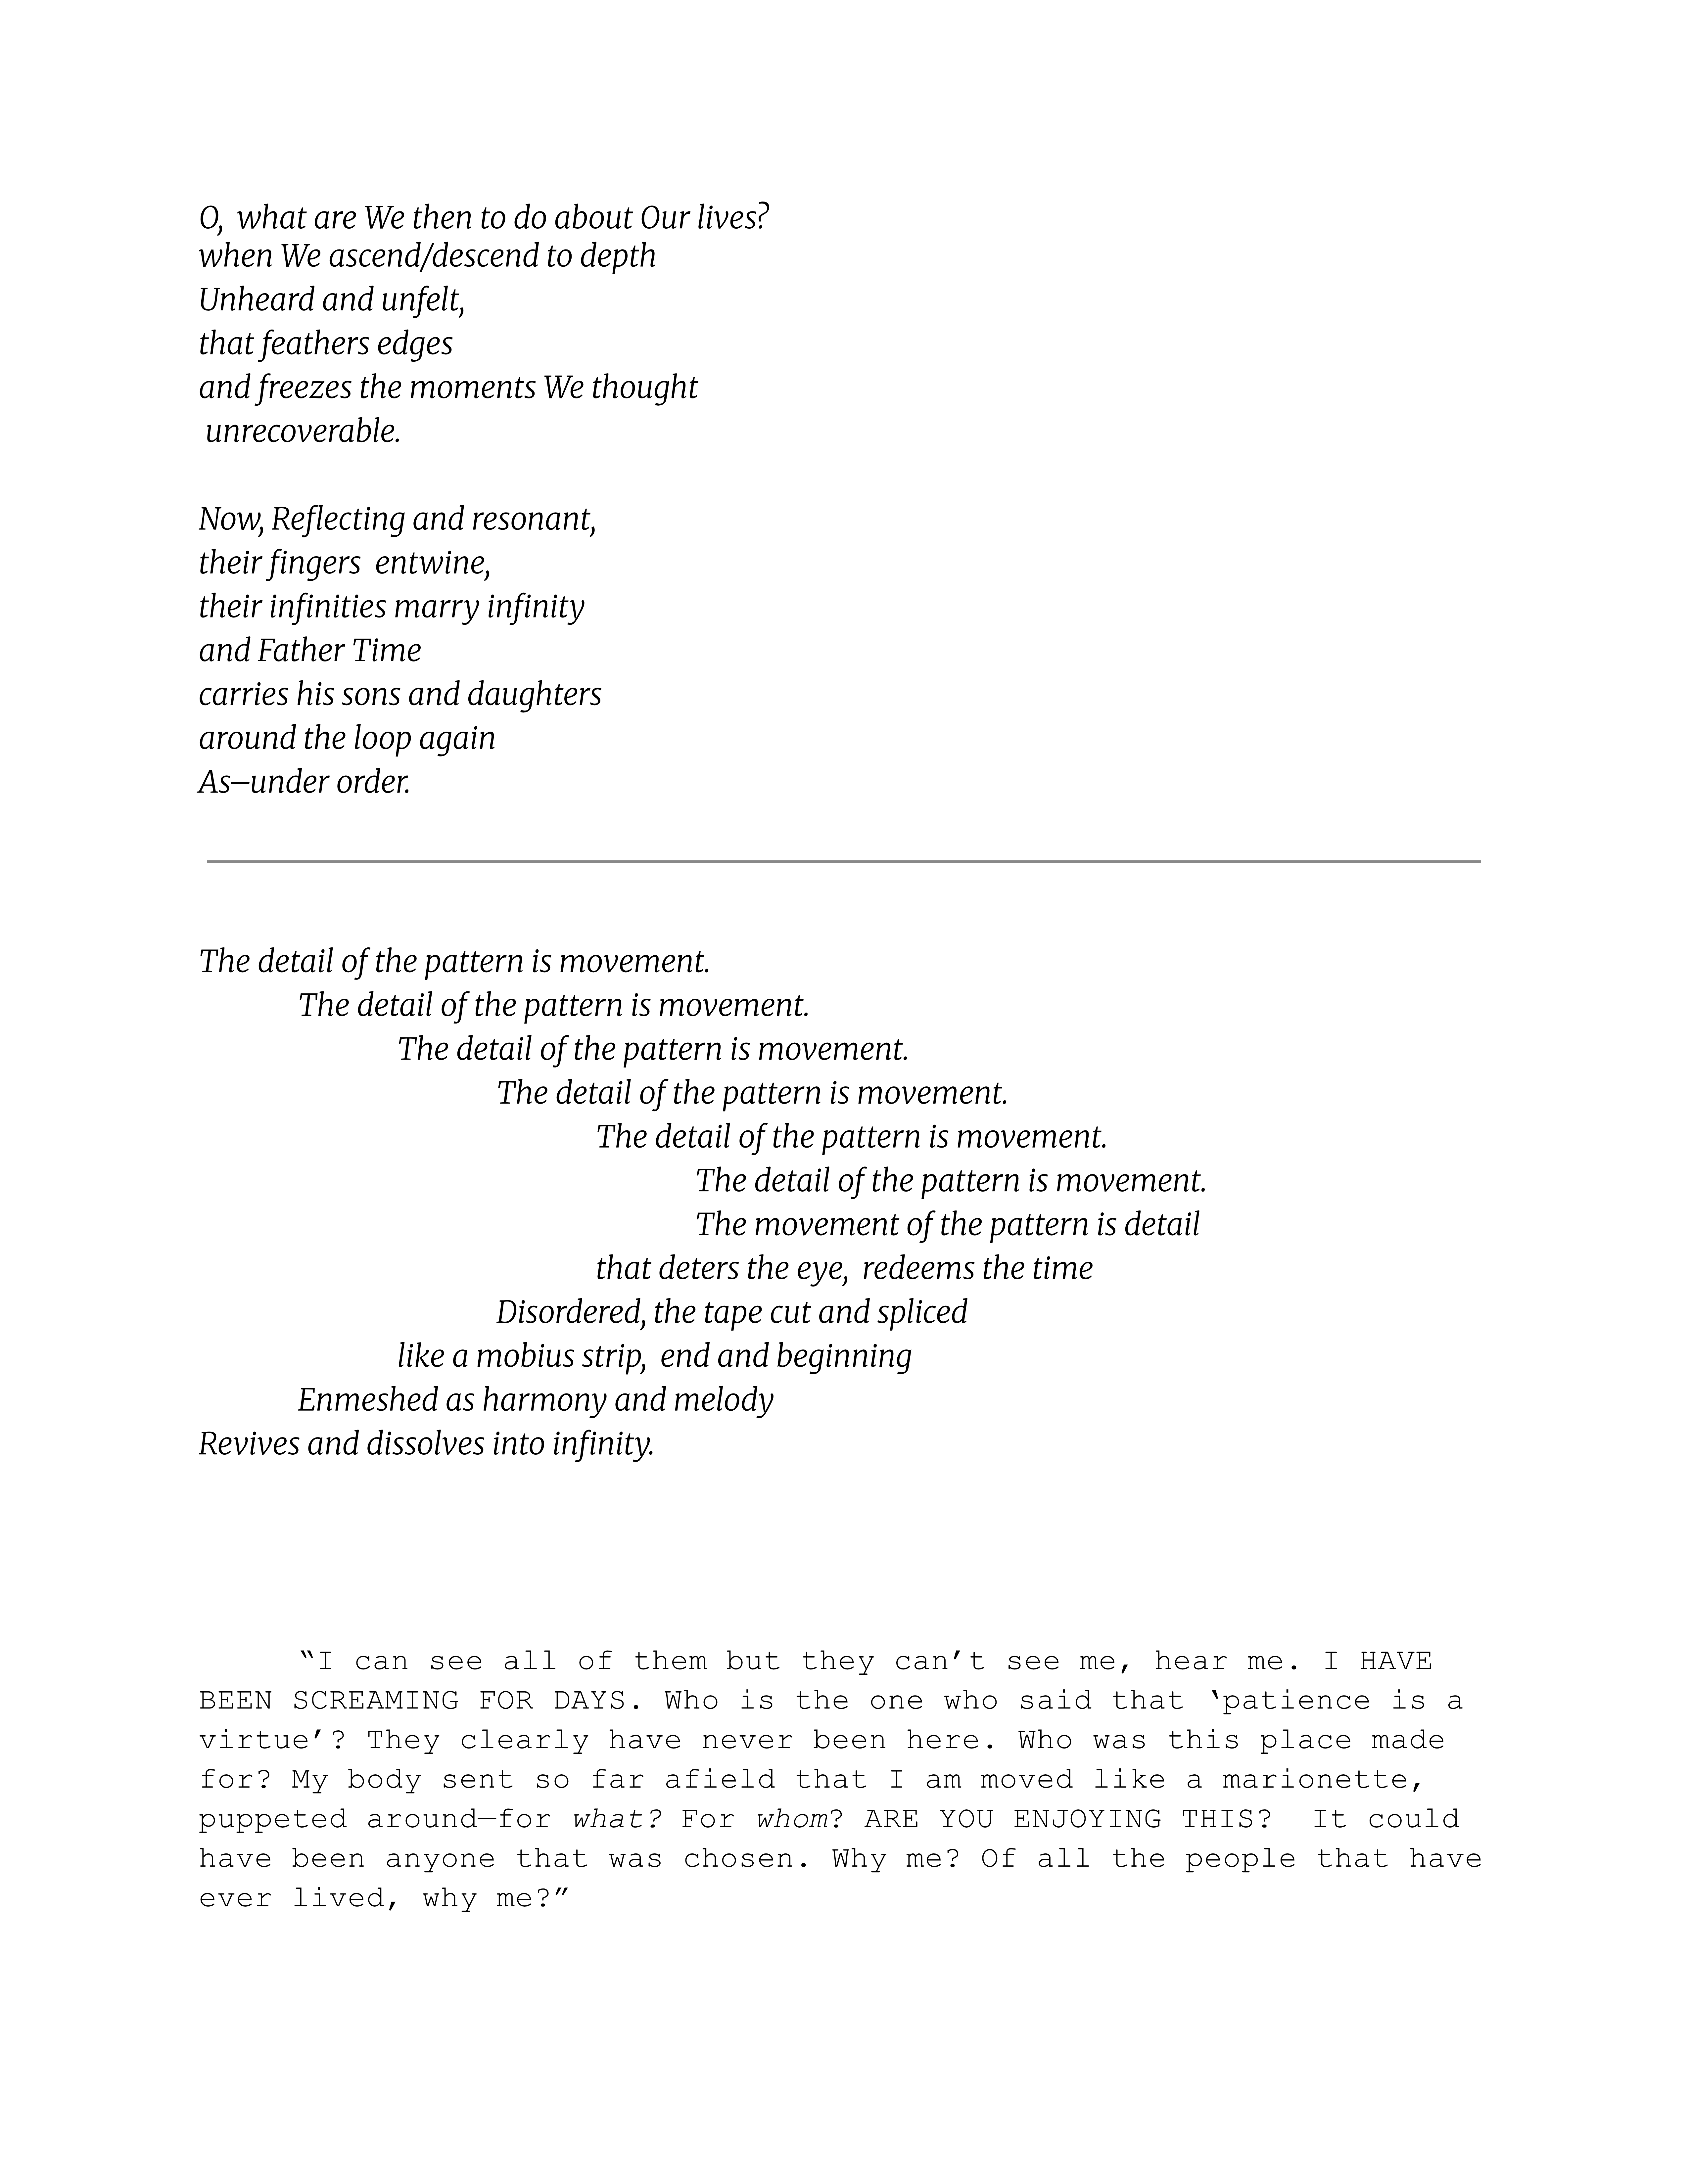 O,  what are We then to do about Our lives?
when We ascend/descend to depth
Unheard and unfelt,
that feathers edges
and freezes the moments We thought
unrecoverable.
Now, Reflecting and resonant,
their fingers  entwine,
their infinities marry infinity
and Father Time
carries his sons and daughters
around the loop again
As—under order.
The detail of the pattern is movement.
The detail of the pattern is movement.
The detail of the pattern is movement.
The detail of the pattern is movement.
The detail of the pattern is movement.
The detail of the pattern is movement.
The movement of the pattern is detail
that deters the eye,  redeems the time
Disordered, the tape cut and spliced
like a mobius strip,  end and beginning
Enmeshed as harmony and melody
Revives and dissolves into infinity.
“I can see all of them but they can’t see me, hear me. I HAVE
BEEN SCREAMING FOR DAYS. Who is the one who said that ‘patience is a
virtue’? They clearly have never been here. Who was this place made
for? My body sent so far afield that I am moved like a marionette,
puppeted around—for what? For whom? ARE YOU ENJOYING THIS?  It could
have been anyone that was chosen. Why me? Of all the people that have
ever lived, why me?”